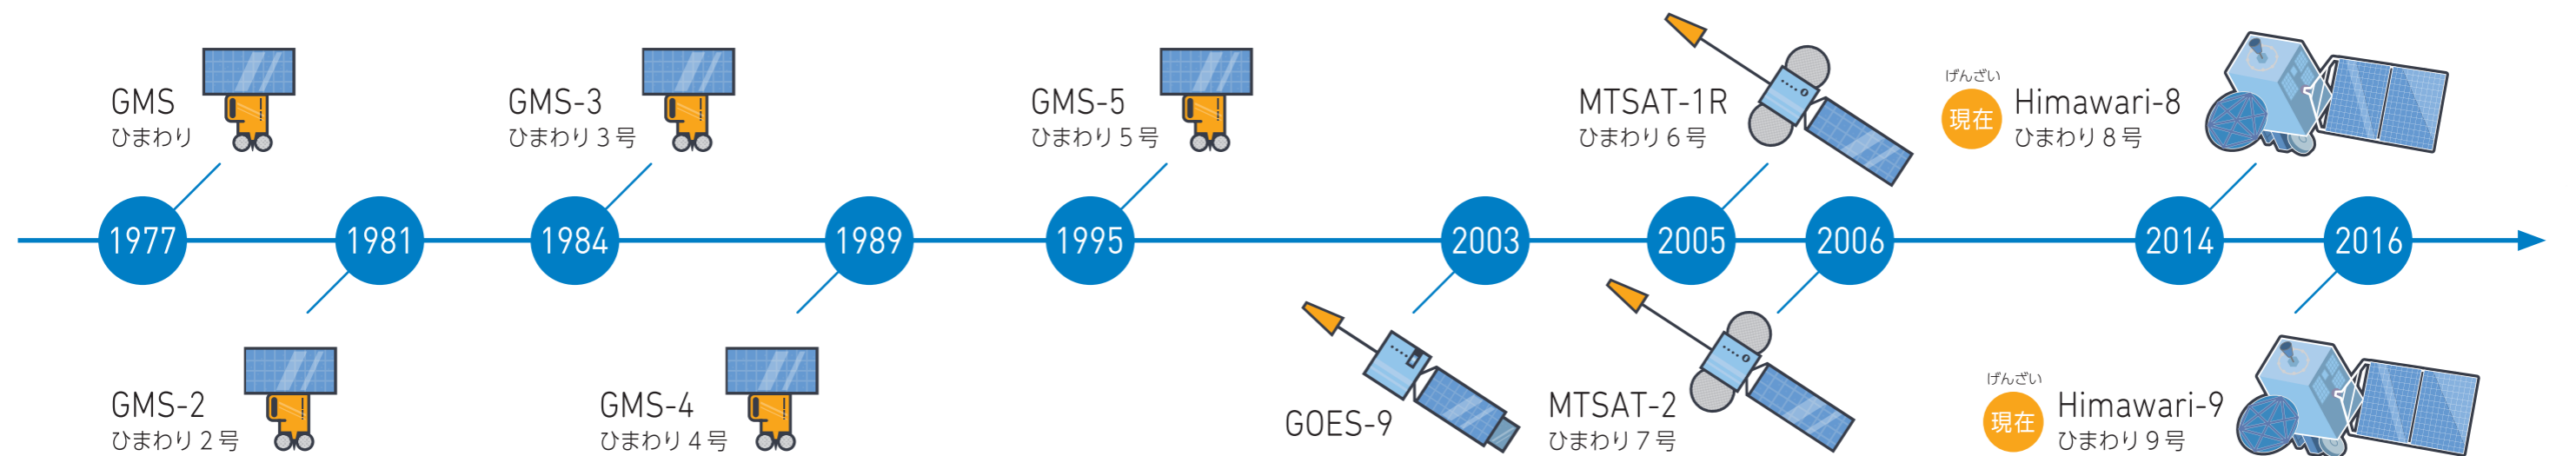 GMS
ひまわり
GMS-3
ひまわり3号
GMS-5
ひまわり5号
MTSAT-1R
ひまわり6号
げんざい
現在
Himawari-8
ひまわり8号
1977
1981
1984
1989
1995
2003
2005
2006
2014
2016
GMS-2
ひまわり2号
GMS-4
ひまわり4号
GOES-9
MTSAT-2
ひまわり7号
げんざい
現在
Himawari-9
ひまわり9号